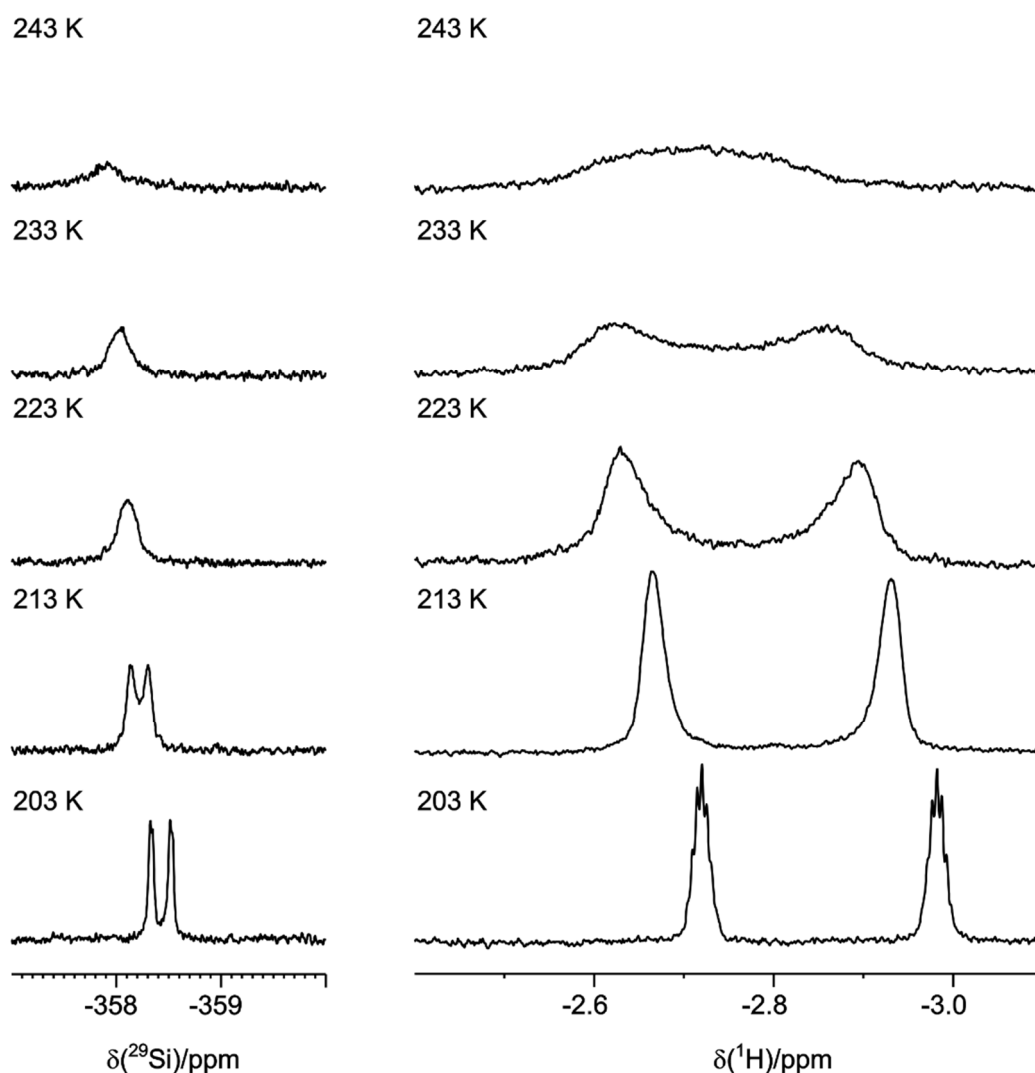 243 K 243 K
233 K 233 K
223 K 223 K
213 K 213 K
203 K 203 K
-358 -359 -2.6 -2.8 -3.0
δ(²⁹Si)/ppm δ(¹H)/ppm